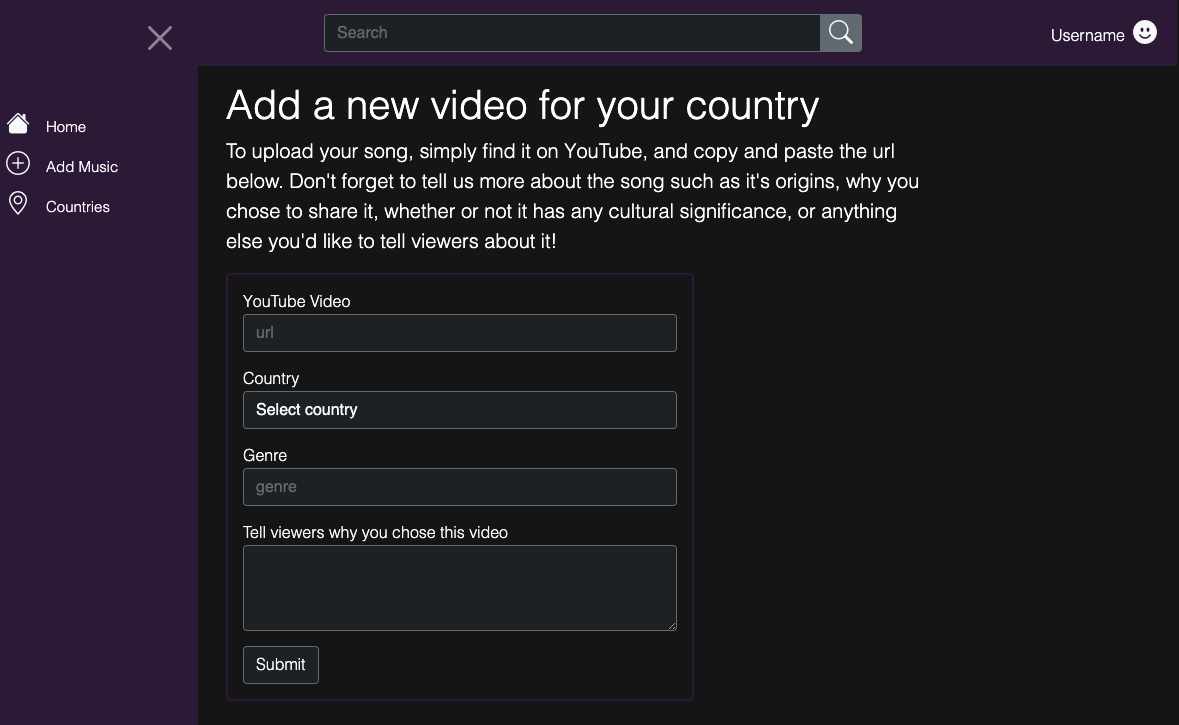 Search
Username
Home
Add Music
Countries
Add a new video for your country
To upload your song, simply find it on YouTube, and copy and paste the url
below. Don't forget to tell us more about the song such as it's origins, why you
chose to share it, whether or not it has any cultural significance, or anything
else you'd like to tell viewers about it!
YouTube Video
url
Country
Select country
Genre
genre
Tell viewers why you chose this video
Submit